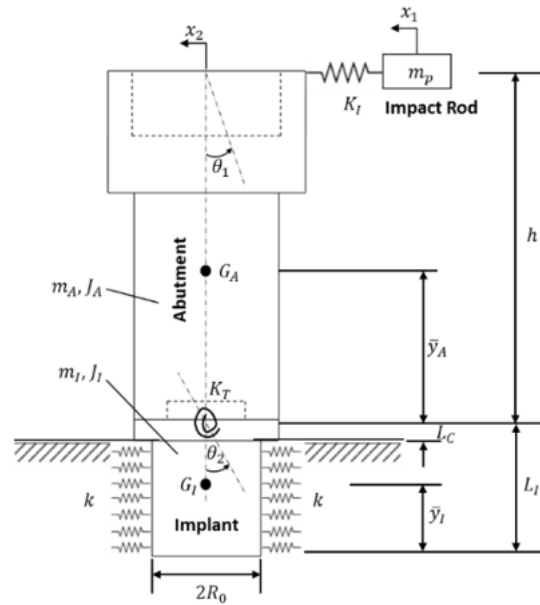 x₂
x₁
m_p
K_I
Impact Rod
θ₁
h
Abutment
G_A
m_A, J_A
ȳ_A
m_I, J_I
K_T
L_C
θ₂
G_I
k
k
L_I
ȳ_I
Implant
2R₀